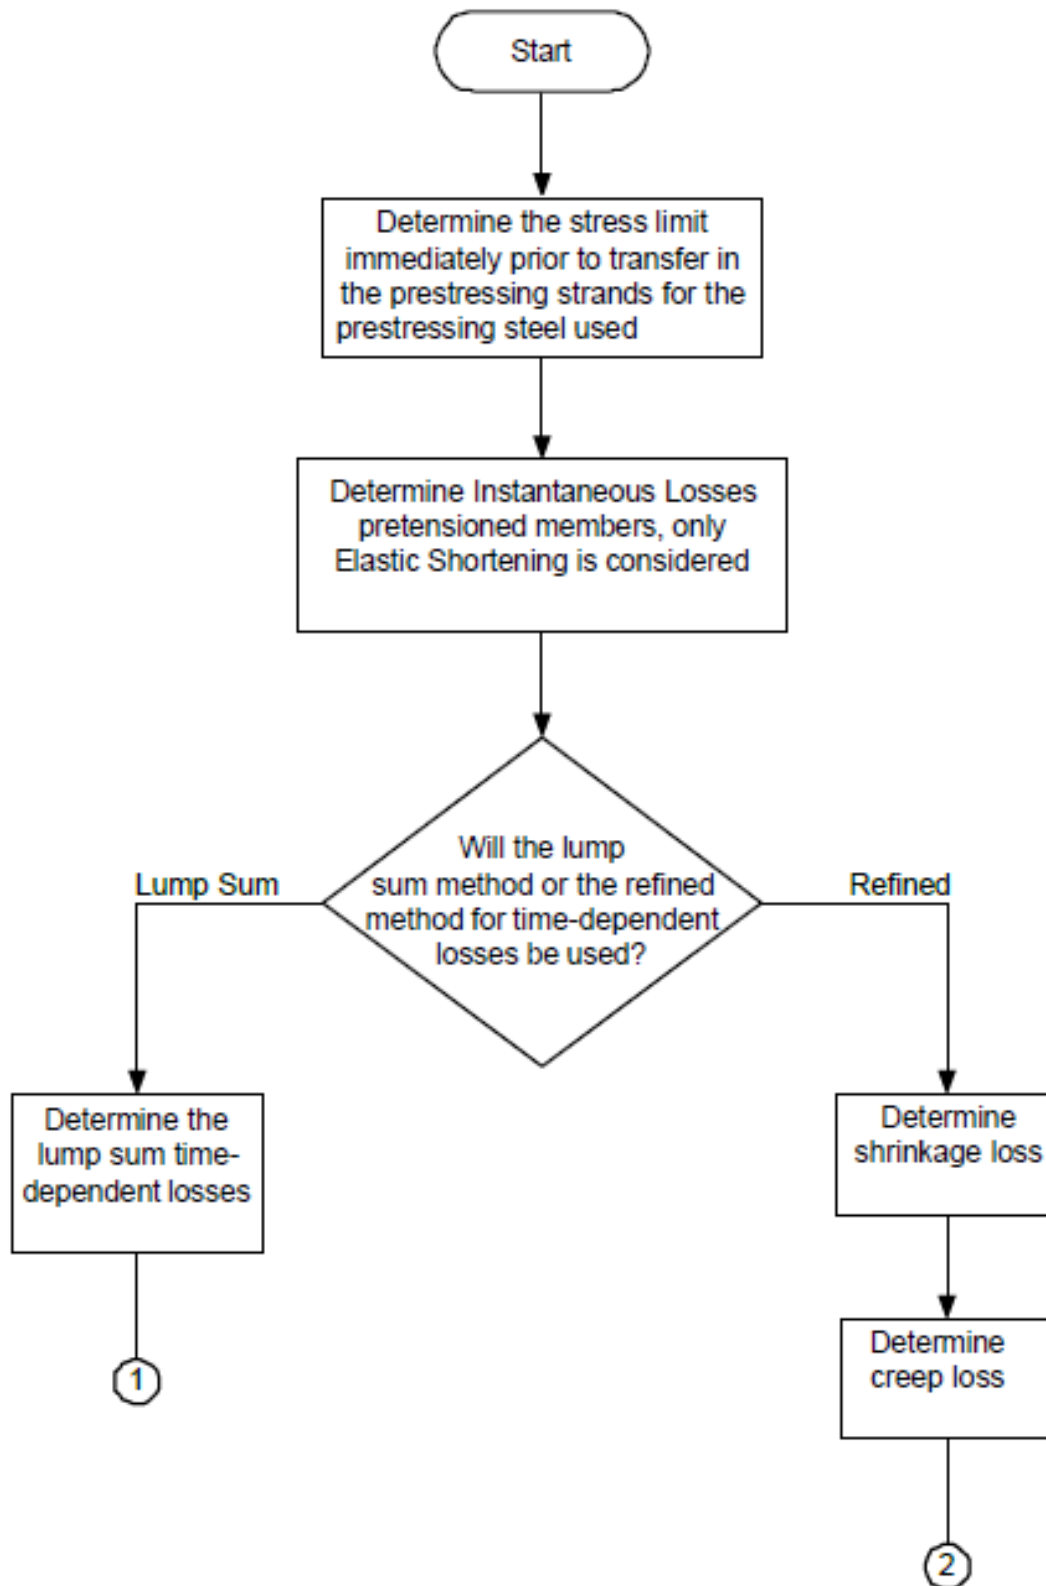 Start
Determine the stress limit
immediately prior to transfer in
the prestressing strands for the
prestressing steel used
Determine Instantaneous Losses
pretensioned members, only
Elastic Shortening is considered
Will the lump
sum method or the refined
method for time-dependent
losses be used?
Lump Sum
Refined
Determine the
lump sum time-
dependent losses
Determine
shrinkage loss
Determine
creep loss
1
2